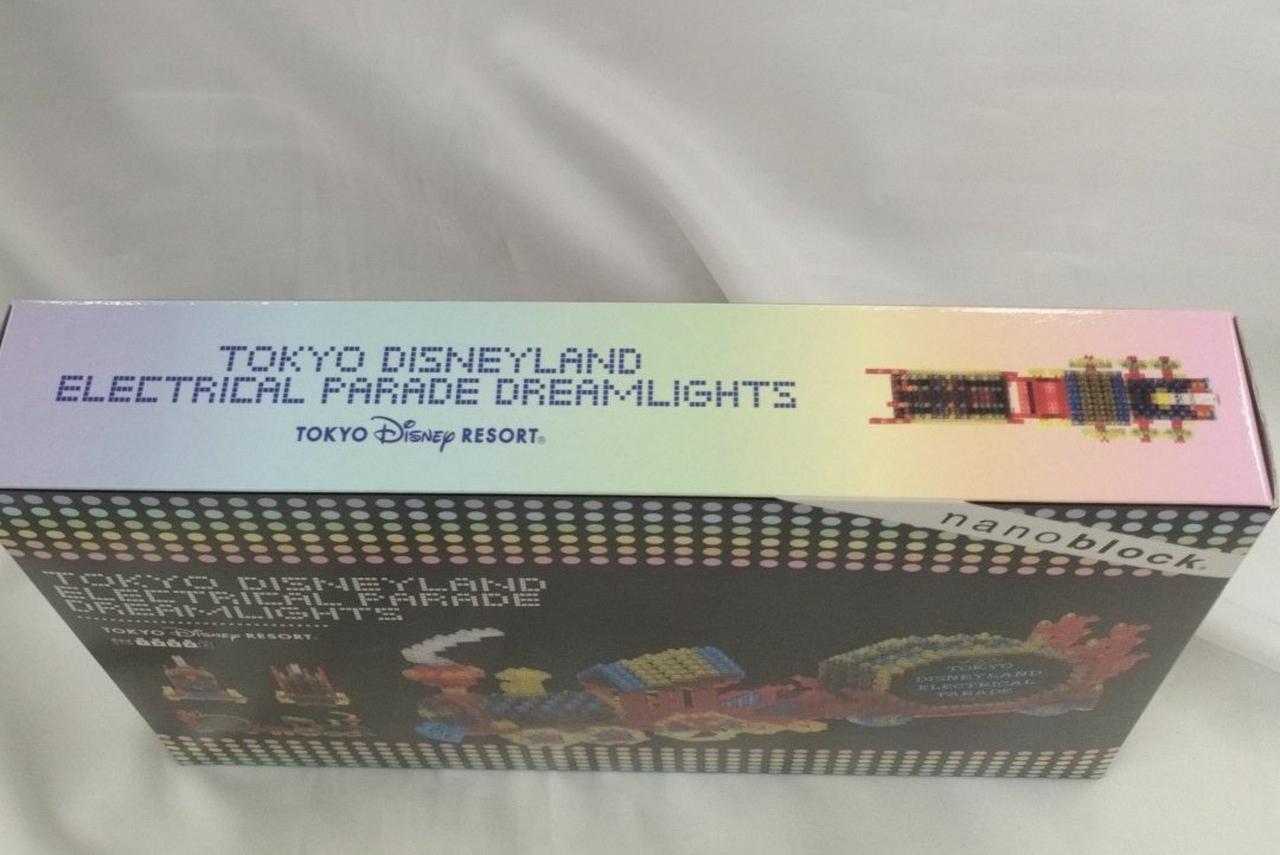 TOKYO DISNEYLAND
ELECTRICAL PARADE DREAMLIGHTS
TOKYO Disney RESORT®
nanoblock®
TOKYO DISNEYLAND
ELECTRICAL PARADE
DREAMLIGHTS
TOKYO Disney RESORT®
TOKYO
DISNEYLAND
ELECTRICAL
PARADE